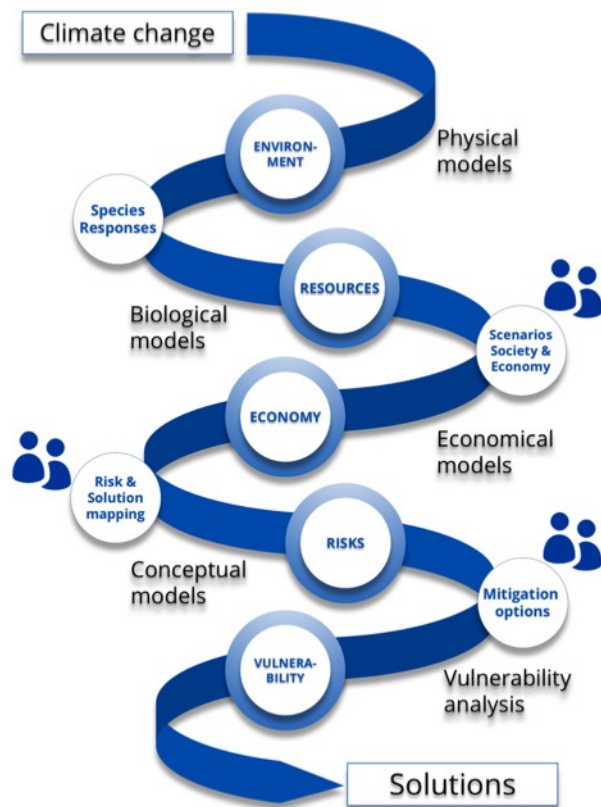 Climate change
ENVIRON-
MENT
Physical
models
Species
Responses
RESOURCES
Biological
models
Scenarios
Society &
Economy
ECONOMY
Economical
models
Risk &
Solution
mapping
RISKS
Conceptual
models
Mitigation
options
VULNERA-
BILITY
Vulnerability
analysis
Solutions